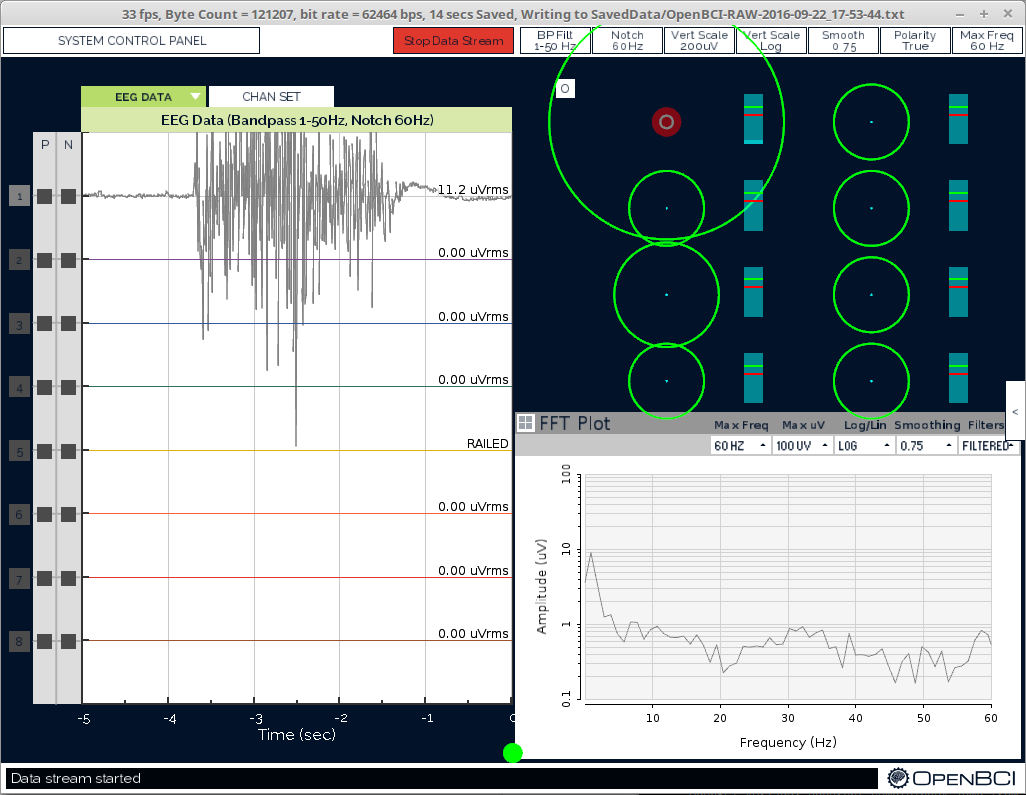 33 fps, Byte Count = 121207, bit rate = 62464 bps, 14 secs Saved, Writing to SavedData/OpenBCI-RAW-2016-09-22_17-53-44.txt
SYSTEM CONTROL PANEL
Stop Data Stream
BP Filt
1-50 Hz
Notch
60Hz
Vert Scale
200uV
Vert Scale
Log
Smooth
0.75
Polarity
True
Max Freq
60 Hz
EEG DATA
CHAN SET
EEG Data (Bandpass 1-50Hz, Notch 60Hz)
P N
1 11.2 uVrms
2 0.00 uVrms
3 0.00 uVrms
4 0.00 uVrms
5 RAILED
6 0.00 uVrms
7 0.00 uVrms
8 0.00 uVrms
-5 -4 -3 -2 -1 0
Time (sec)
O
<
FFT Plot
Max Freq Max uV Log/Lin Smoothing Filters
60 HZ 100 UV LOG 0.75 FILTERED
100
10
1
0.1
Amplitude (uV)
10 20 30 40 50 60
Frequency (Hz)
Data stream started
OPENBCI